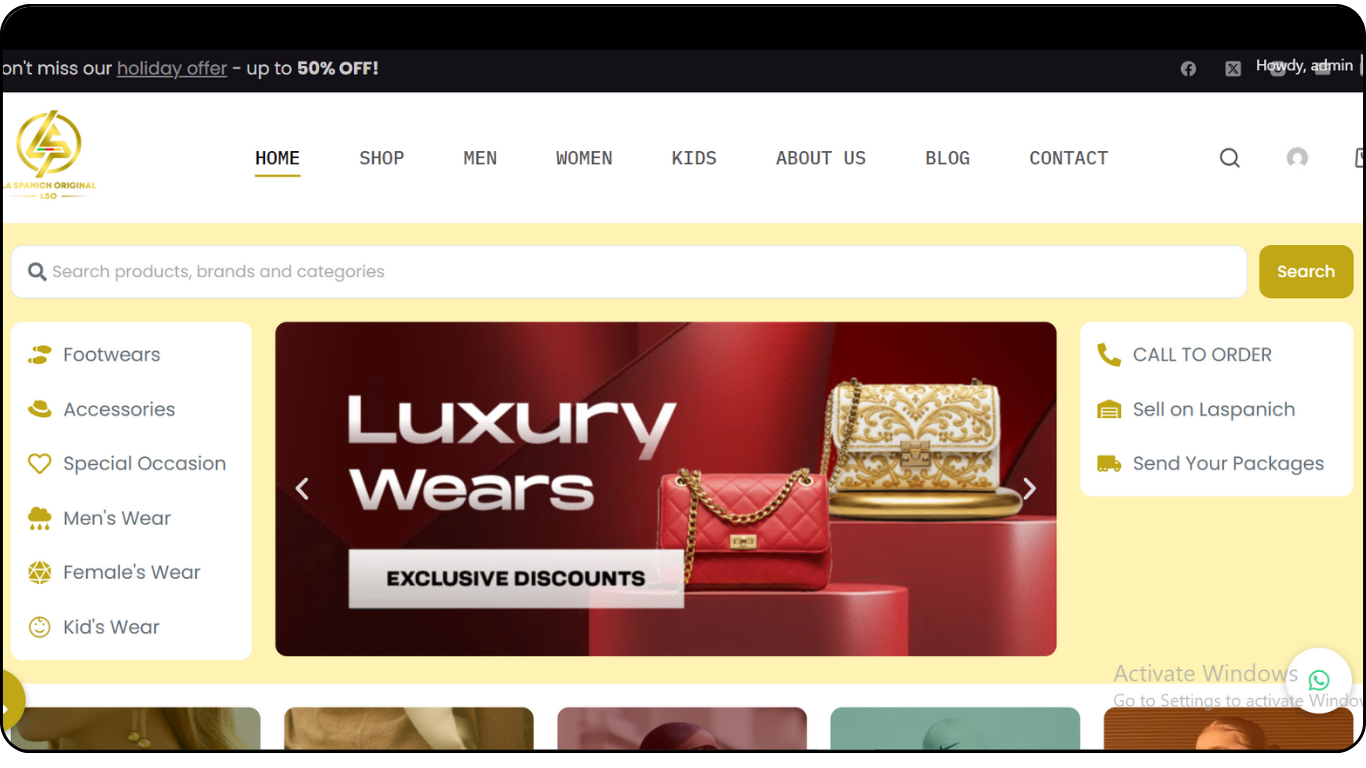 on't miss our holiday offer - up to 50% OFF!
Howdy, admin
LA SPANICH ORIGINAL
LSO
HOME SHOP MEN WOMEN KIDS ABOUT US BLOG CONTACT
Search products, brands and categories
Search
Footwears
Accessories
Special Occasion
Men's Wear
Female's Wear
Kid's Wear
Luxury
Wears
EXCLUSIVE DISCOUNTS
CALL TO ORDER
Sell on Laspanich
Send Your Packages
Activate Windows
Go to Settings to activate Windo